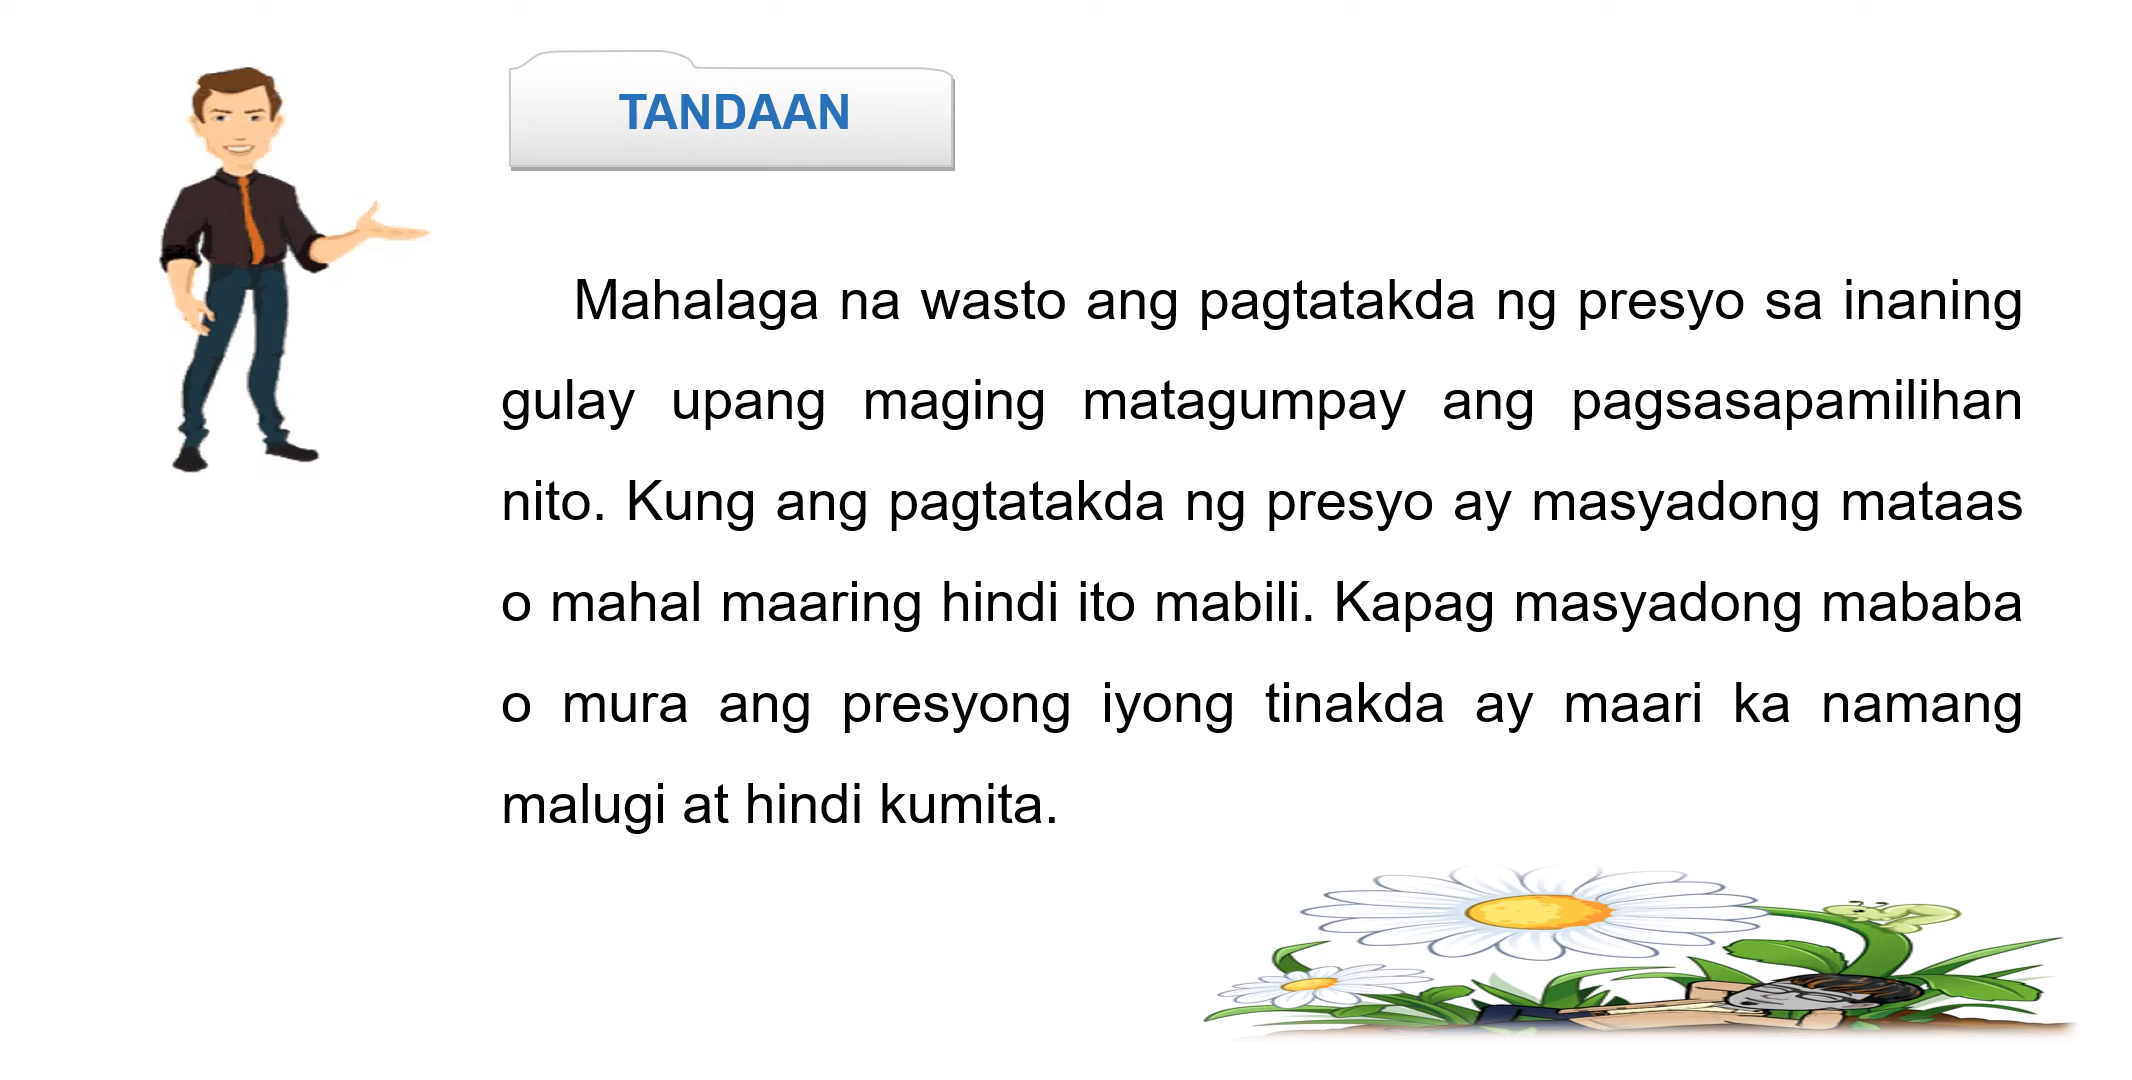 TANDAAN
Mahalaga na wasto ang pagtatakda ng presyo sa inaning
gulay upang maging matagumpay ang pagsasapamilihan
nito. Kung ang pagtatakda ng presyo ay masyadong mataas
o mahal maaring hindi ito mabili. Kapag masyadong mababa
o mura ang presyong iyong tinakda ay maari ka namang
malugi at hindi kumita.